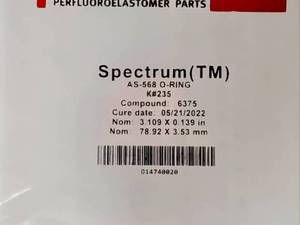 PERFLUOROELASTOMER PARTS
Spectrum(TM)
AS-568 O-RING
K#235
Compound: 6375
Cure date: 05/21/2022
Nom: 3.109 X 0.139 in
Nom: 78.92 X 3.53 mm
014740020